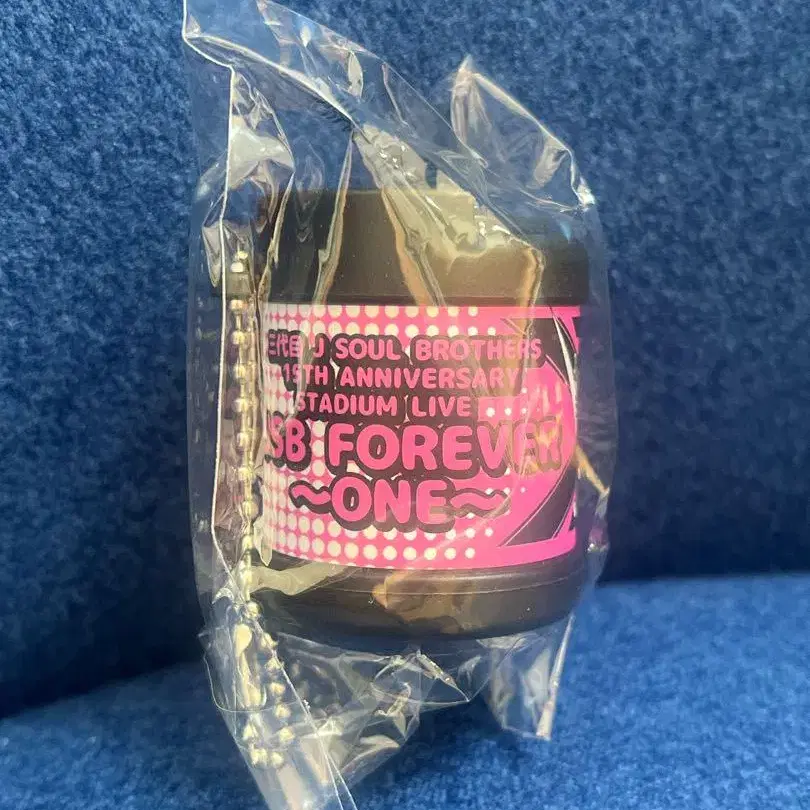 三代目 J SOUL BROTHERS
15TH ANNIVERSARY
STADIUM LIVE
SB FOREVER
~ONE~